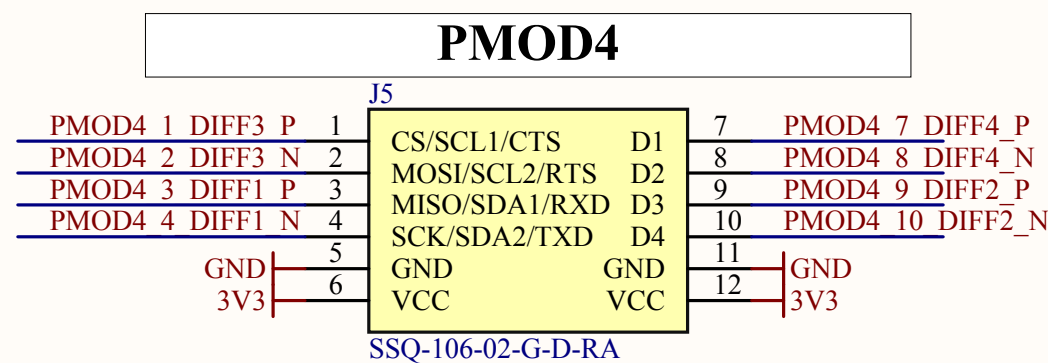 PMOD4
J5
PMOD4_1_DIFF3_P 1 CS/SCL1/CTS D1 7 PMOD4_7_DIFF4_P
PMOD4_2_DIFF3_N 2 MOSI/SCL2/RTS D2 8 PMOD4_8_DIFF4_N
PMOD4_3_DIFF1_P 3 MISO/SDA1/RXD D3 9 PMOD4_9_DIFF2_P
PMOD4_4_DIFF1_N 4 SCK/SDA2/TXD D4 10 PMOD4_10_DIFF2_N
GND 5 GND GND 11 GND
3V3 6 VCC VCC 12 3V3
SSQ-106-02-G-D-RA